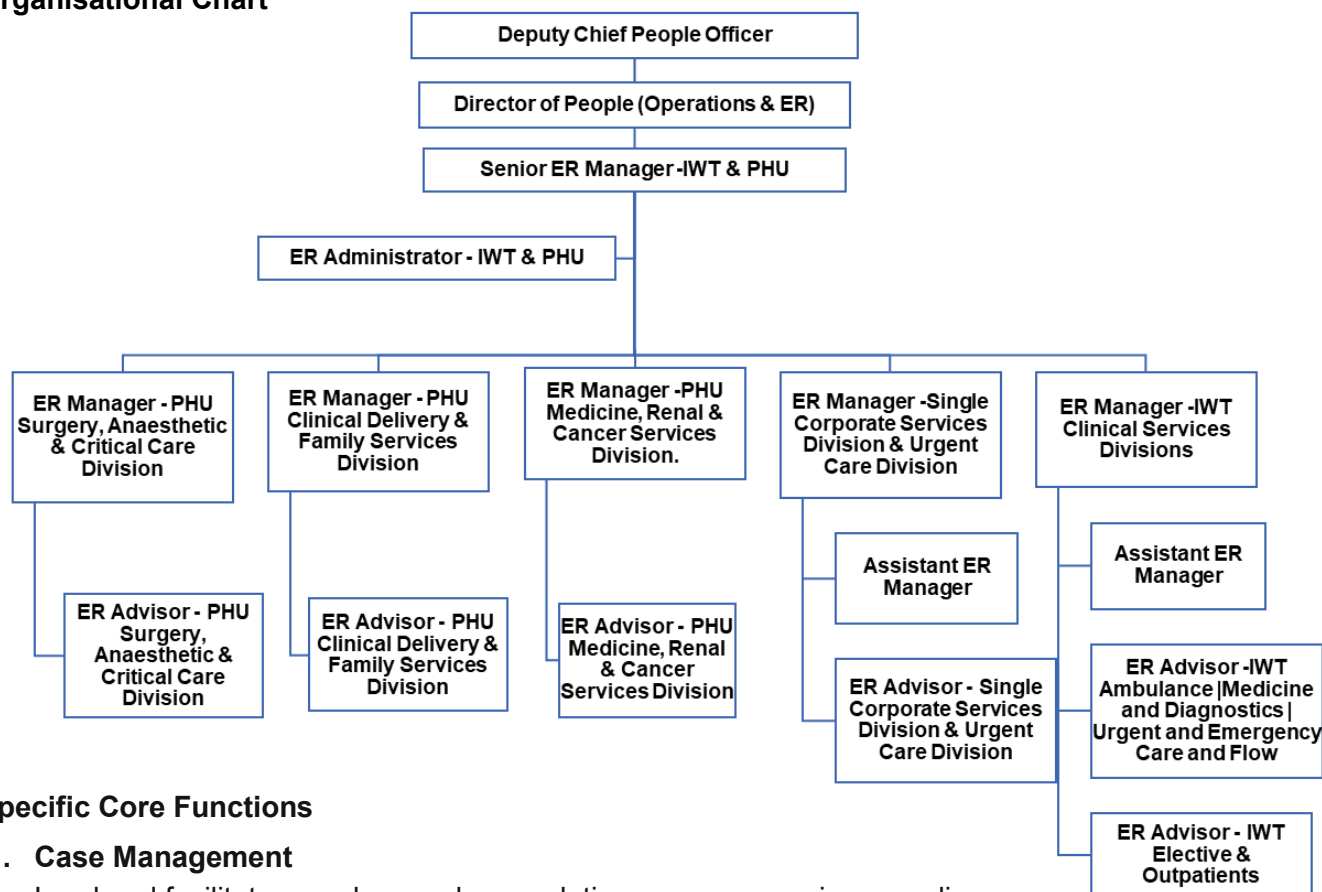 rganisational Chart
Deputy Chief People Officer
Director of People (Operations & ER)
Senior ER Manager -IWT & PHU
ER Administrator - IWT & PHU
ER Manager - PHU
Surgery, Anaesthetic
& Critical Care
Division
ER Manager - PHU
Clinical Delivery &
Family Services
Division
ER Manager -PHU
Medicine, Renal &
Cancer Services
Division.
ER Manager -Single
Corporate Services
Division & Urgent
Care Division
ER Manager -IWT
Clinical Services
Divisions
ER Advisor - PHU
Surgery,
Anaesthetic &
Critical Care
Division
ER Advisor - PHU
Clinical Delivery &
Family Services
Division
ER Advisor - PHU
Medicine, Renal
& Cancer
Services Division
Assistant ER
Manager
ER Advisor - Single
Corporate Services
Division & Urgent
Care Division
Assistant ER
Manager
ER Advisor -IWT
Ambulance |Medicine
and Diagnostics |
Urgent and Emergency
Care and Flow
ER Advisor - IWT
Elective &
Outpatients
pecific Core Functions
. Case Management